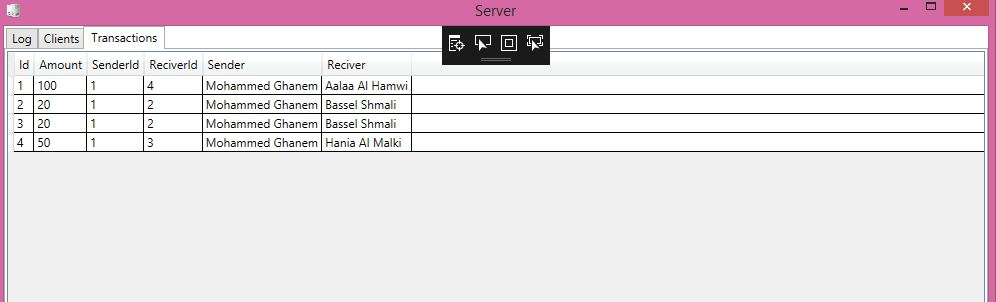 Server
Log Clients Transactions
Id Amount SenderId ReciverId Sender Reciver
1 100 1 4 Mohammed Ghanem Aalaa Al Hamwi
2 20 1 2 Mohammed Ghanem Bassel Shmali
3 20 1 2 Mohammed Ghanem Bassel Shmali
4 50 1 3 Mohammed Ghanem Hania Al Malki